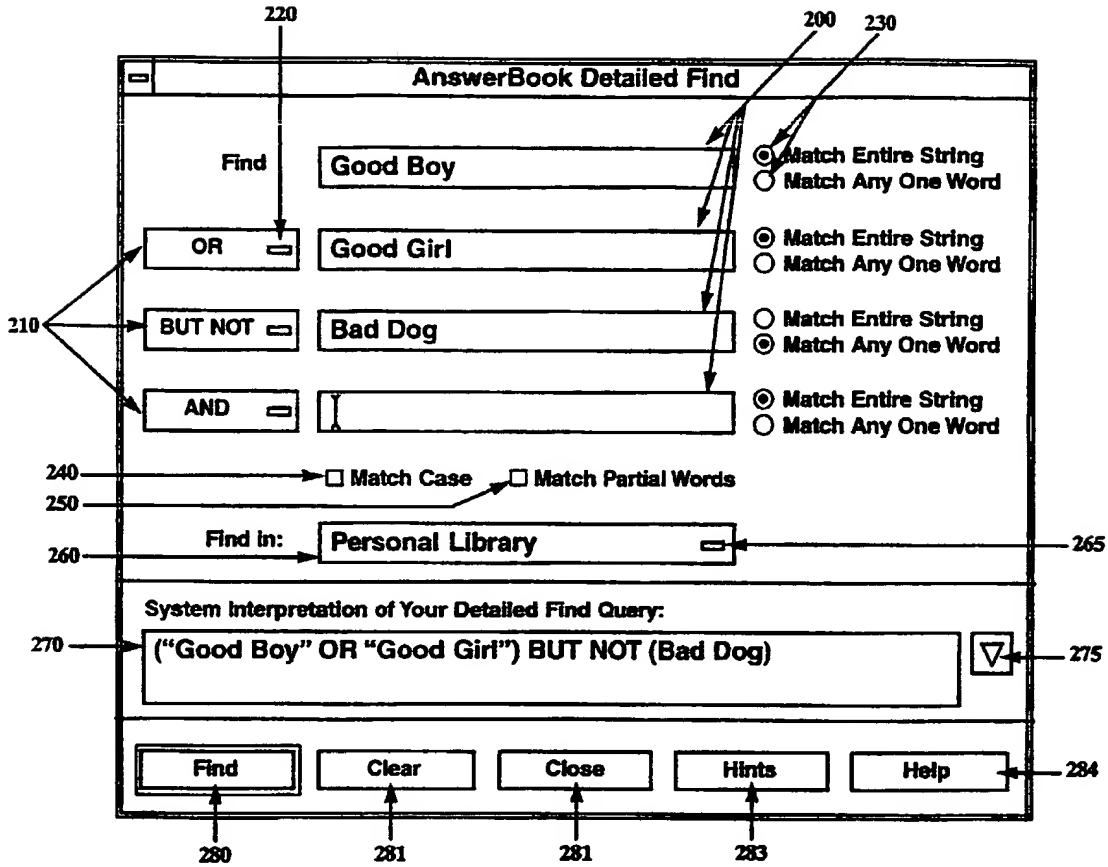 220
200
230
AnswerBook Detailed Find
Find
Good Boy
Match Entire String
Match Any One Word
OR
Good Girl
Match Entire String
Match Any One Word
210
BUT NOT
Bad Dog
Match Entire String
Match Any One Word
AND
Match Entire String
Match Any One Word
240
Match Case
Match Partial Words
250
Find in:
Personal Library
260
265
System Interpretation of Your Detailed Find Query:
270
("Good Boy" OR "Good Girl") BUT NOT (Bad Dog)
275
Find
Clear
Close
Hints
Help
284
280
281
281
283